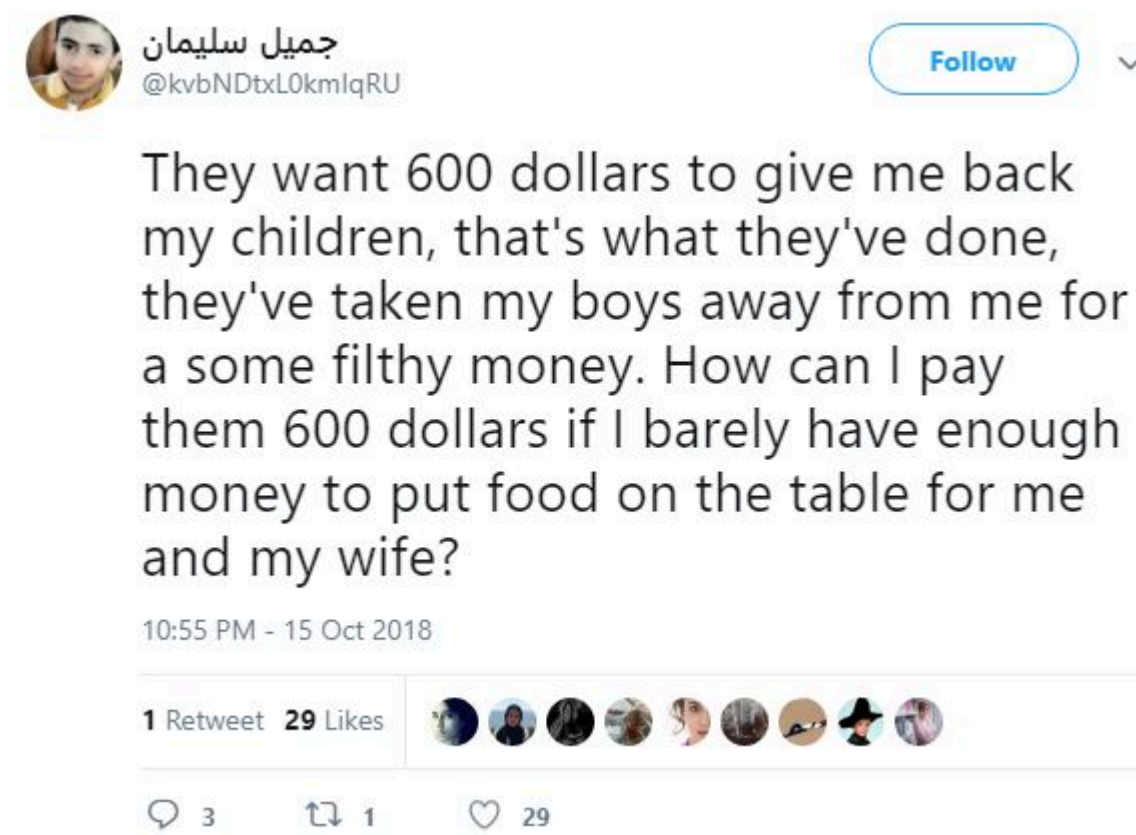 جميل سليمان
@kvbNDtxL0kmIqRU
Follow
They want 600 dollars to give me back
my children, that's what they've done,
they've taken my boys away from me for
a some filthy money. How can I pay
them 600 dollars if I barely have enough
money to put food on the table for me
and my wife?
10:55 PM - 15 Oct 2018
1 Retweet 29 Likes
3 1 29